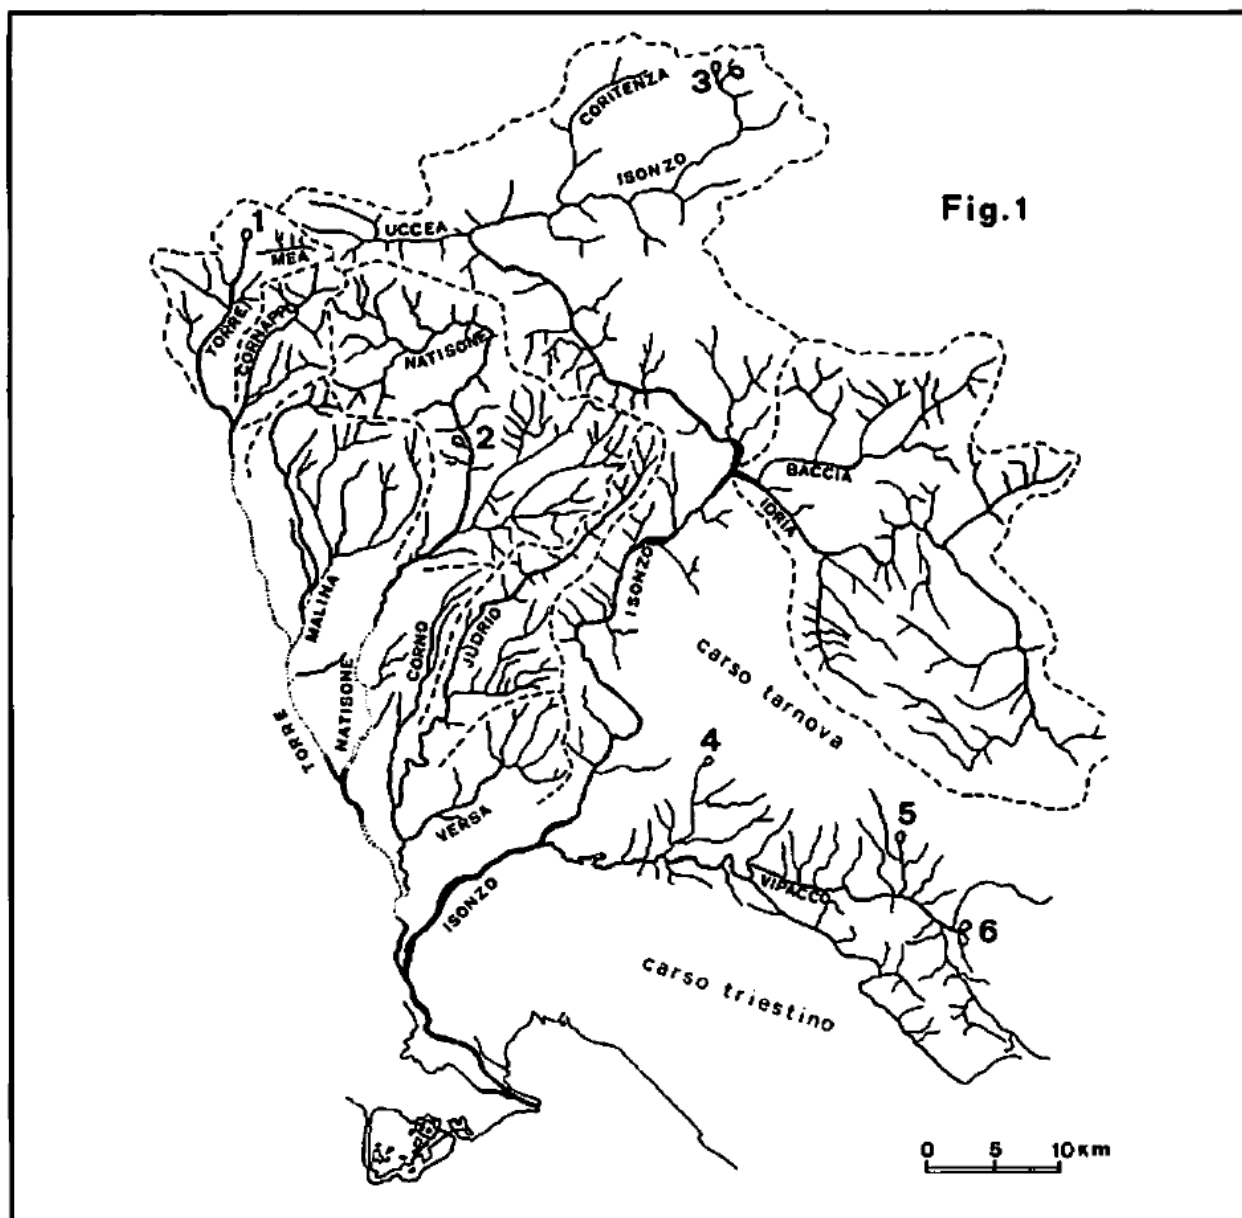 3
CORITENZA
ISONZO
Fig.1
1
UCCEA
MEA
TORRE
CORNAPPO
NATISONE
2
BACCIA
IDRIA
ISONZO
MALINA
CORNO
JUDRIO
carso tarnova
NATISONE
TORRE
4
5
VERSA
VIPACCO
ISONZO
6
carso triestino
0 5 10 km